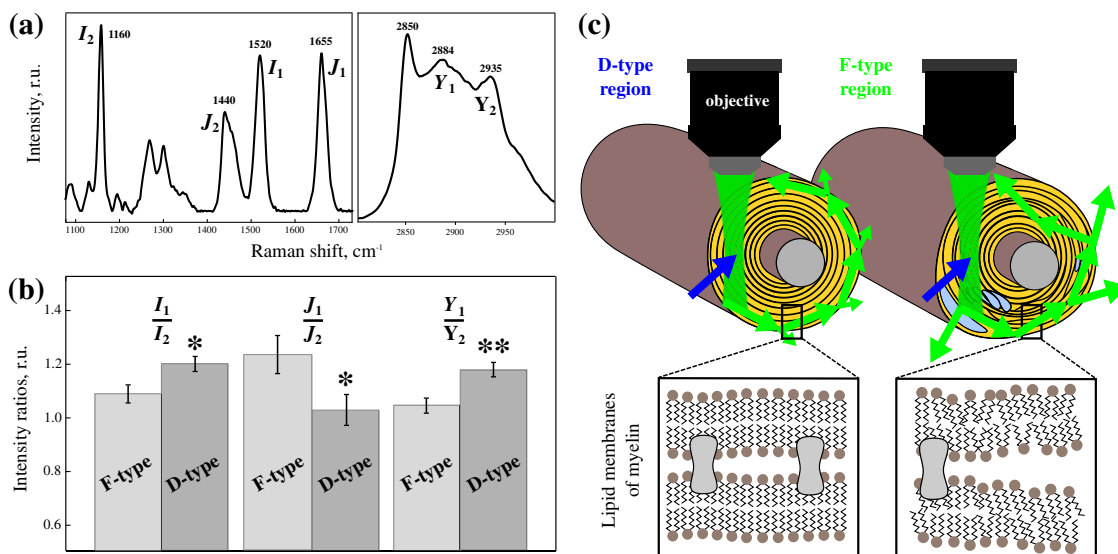 (a)
Intensity, r.u.
I2
1160
1440
J2
1520
I1
1655
J1
2850
2884
Y1
2935
Y2
1100
1200
1300
1400
1500
1600
1700
2850
2900
2950
Raman shift, cm-1
(b)
Intensity ratios, r.u.
1.4
1.2
1.0
0.8
0.6
I1
I2
*
J1
J2
*
Y1
Y2
**
F-type
D-type
F-type
D-type
F-type
D-type
(c)
D-type
region
objective
F-type
region
Lipid membranes
of myelin